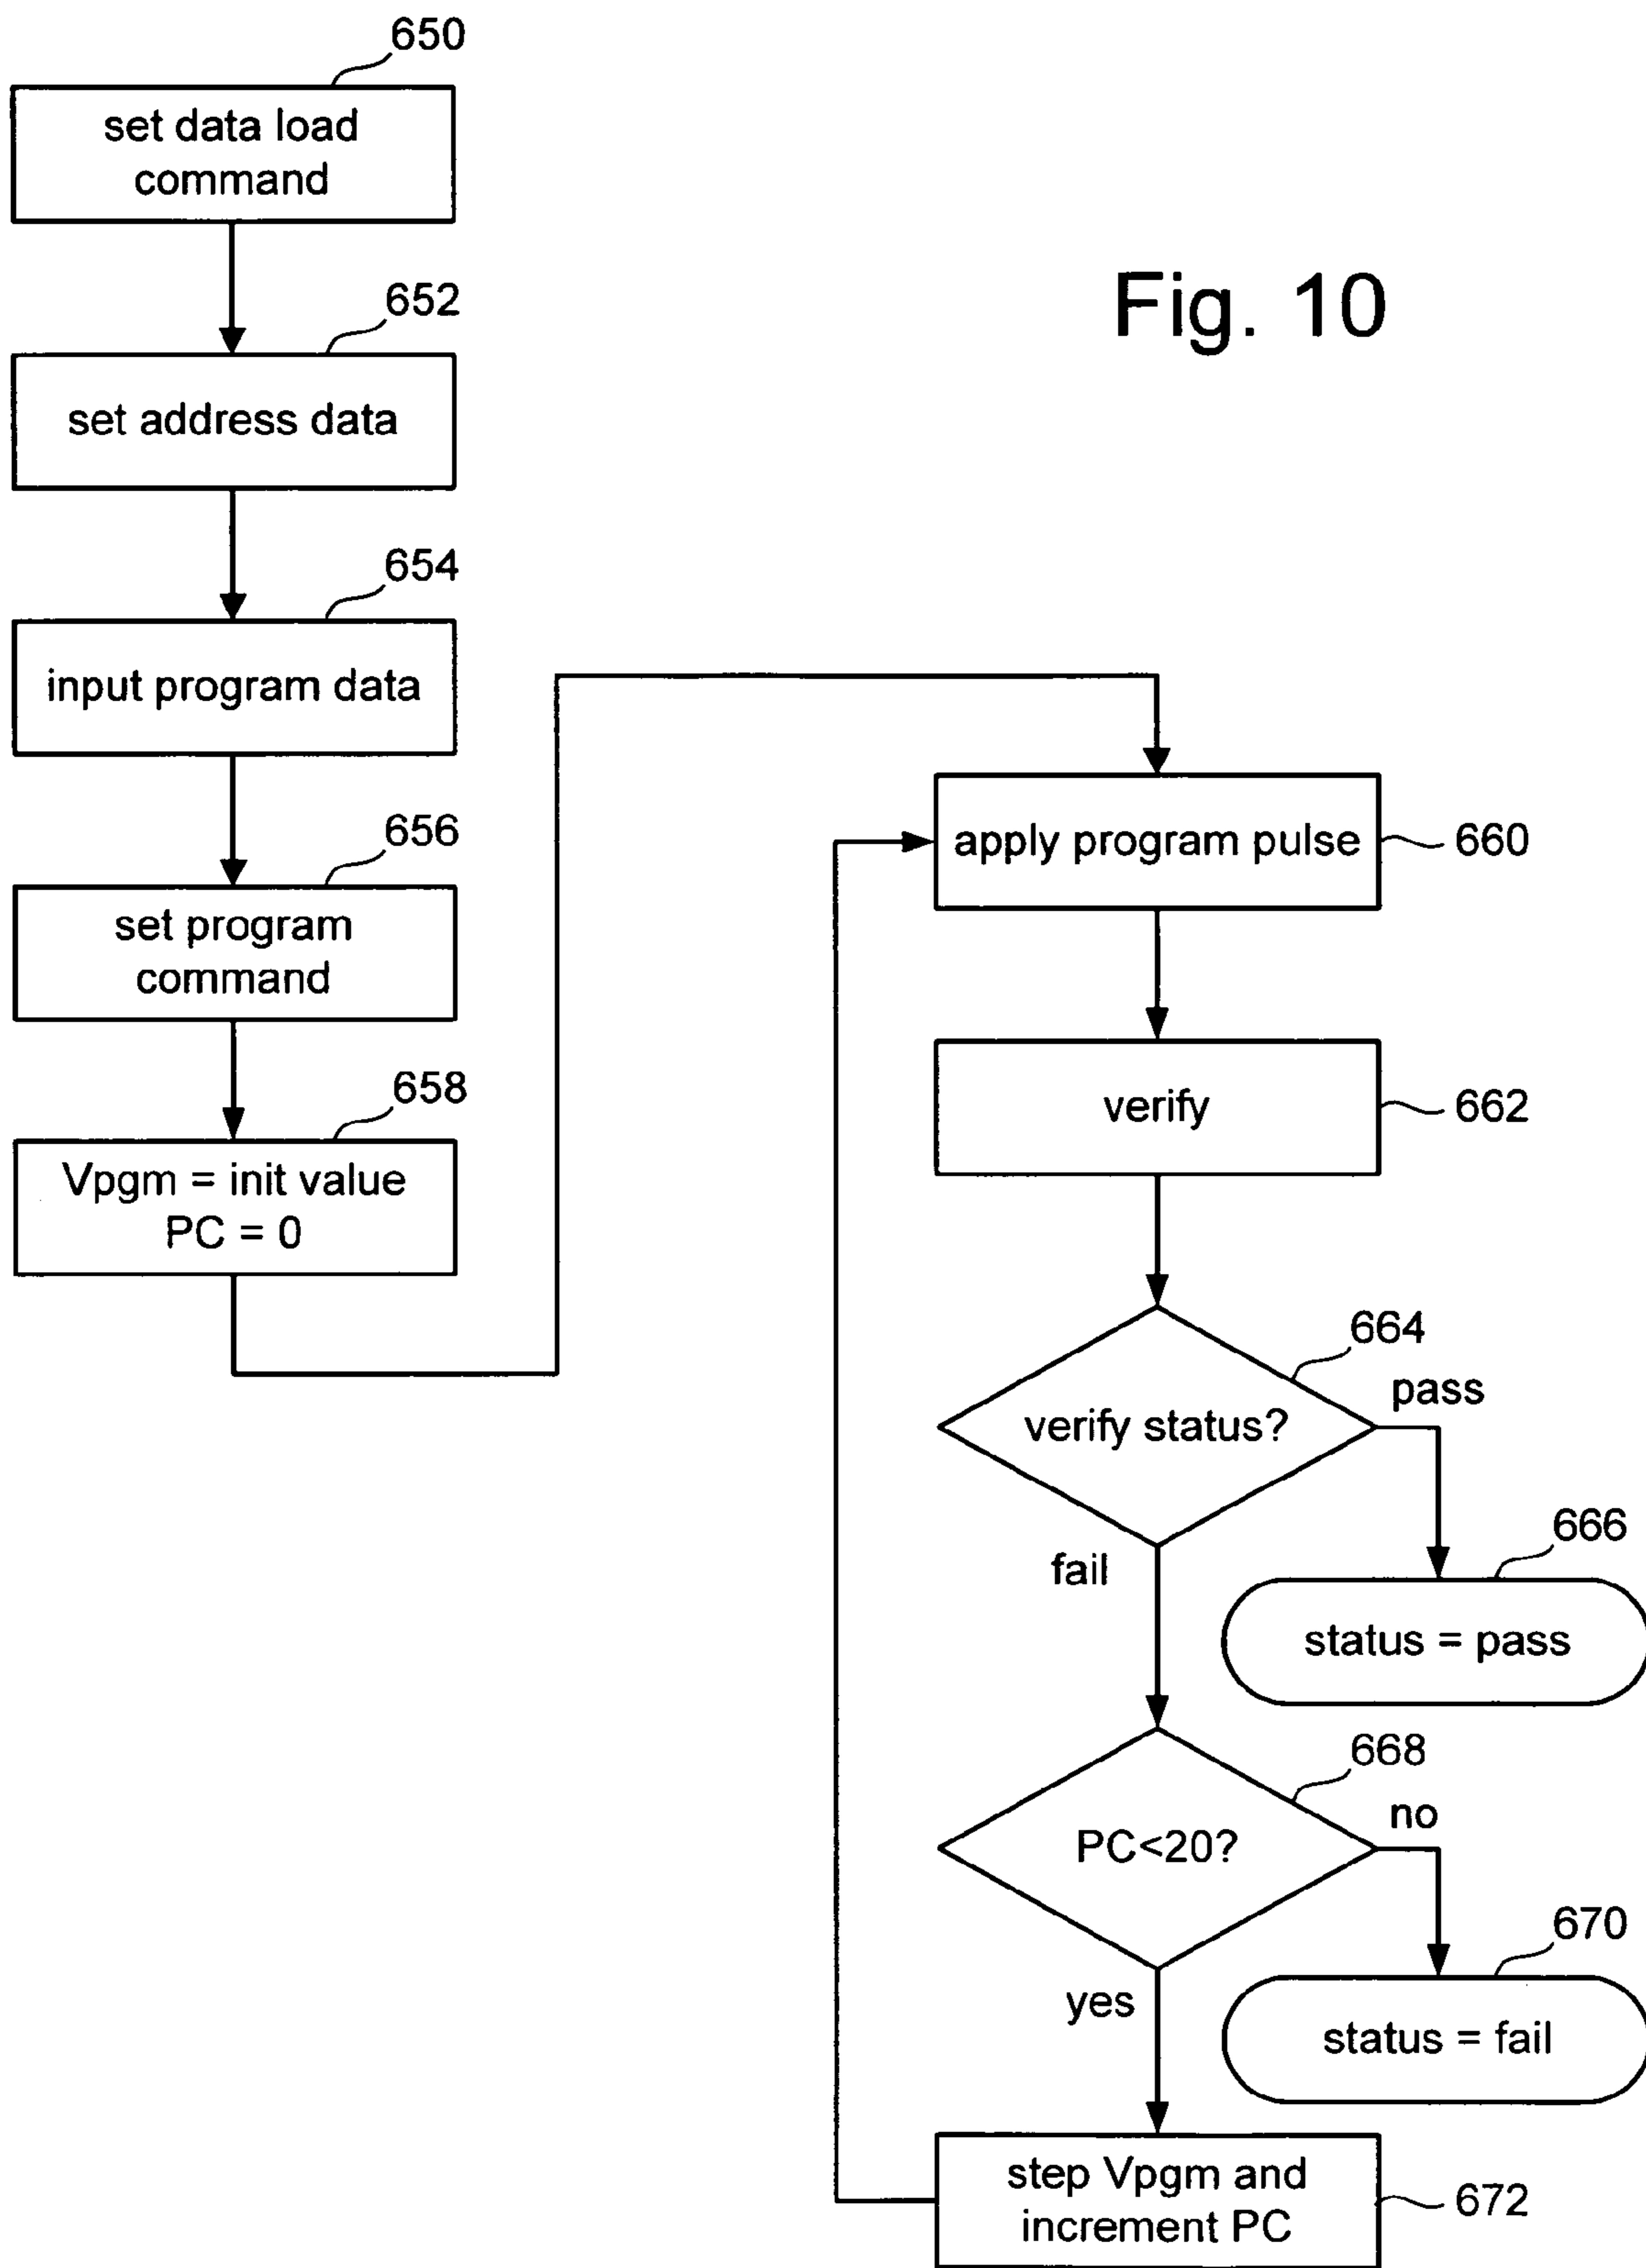 650
set data load
command
Fig. 10
652
set address data
654
input program data
656
set program
command
658
Vpgm = init value
PC = 0
apply program pulse
660
verify
662
664
verify status?
pass
fail
666
status = pass
668
PC<20?
no
yes
670
status = fail
step Vpgm and
increment PC
672